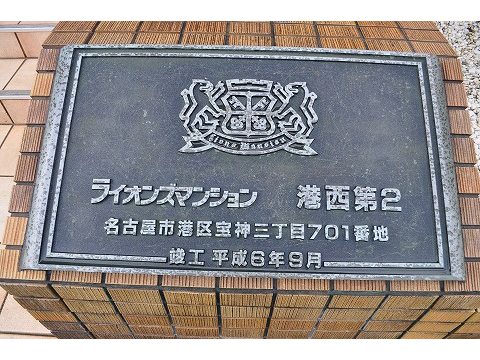 Lions Mansion
ライオンズマンション 港西第2
名古屋市港区宝神三丁目701番地
竣工 平成6年9月